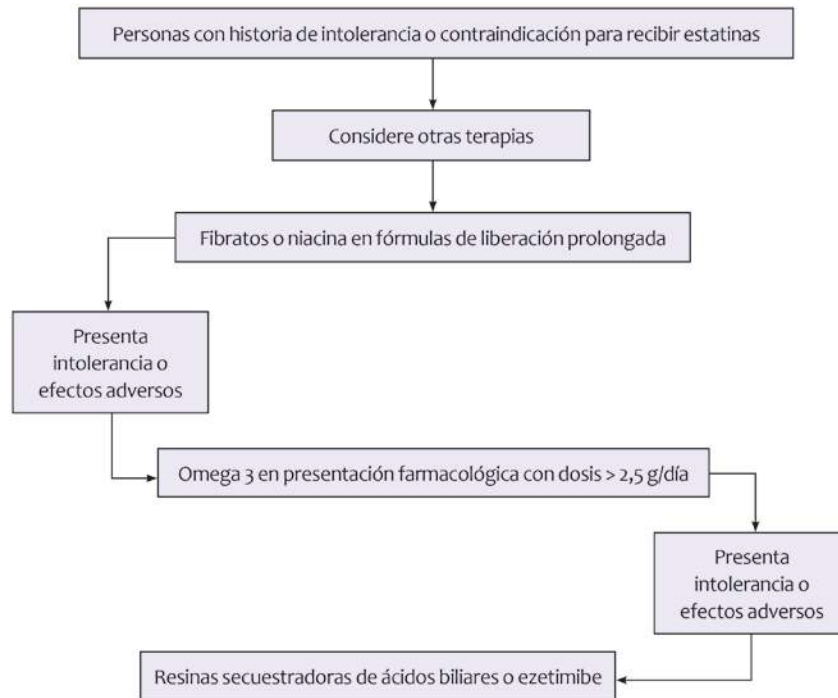 Personas con historia de intolerancia o contraindicación para recibir estatinas
Considere otras terapias
Fibratos o niacina en fórmulas de liberación prolongada
Presenta
intolerancia o
efectos adversos
Omega 3 en presentación farmacológica con dosis > 2,5 g/día
Presenta
intolerancia o
efectos adversos
Resinas secuestradoras de ácidos biliares o ezetimibe